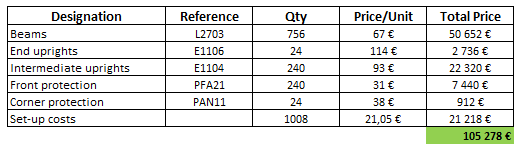 Designation Reference Qty Price/Unit Total Price
Beams L2703 756 67 € 50 652 €
End uprights E1106 24 114 € 2 736 €
Intermediate uprights E1104 240 93 € 22 320 €
Front protection PFA21 240 31 € 7 440 €
Corner protection PAN11 24 38 € 912 €
Set-up costs 1008 21,05 € 21 218 €
105 278 €